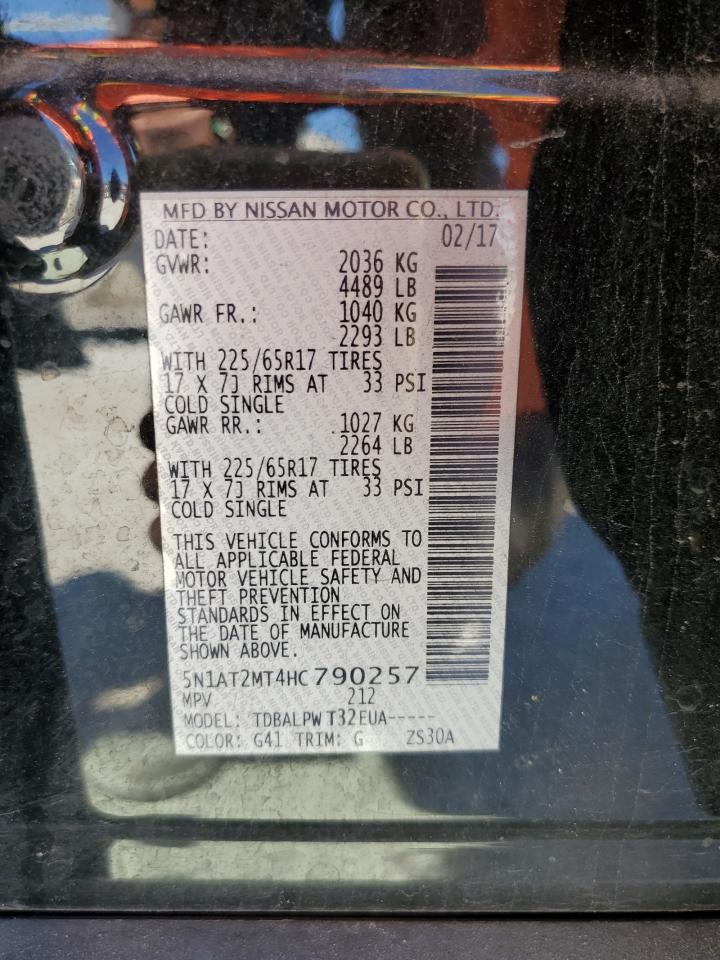 MFD BY NISSAN MOTOR CO., LTD.
DATE: 02/17
GVWR: 2036 KG
4489 LB
GAWR FR.: 1040 KG
2293 LB
WITH 225/65R17 TIRES
17 X 7J RIMS AT 33 PSI
COLD SINGLE
GAWR RR.: 1027 KG
2264 LB
WITH 225/65R17 TIRES
17 X 7J RIMS AT 33 PSI
COLD SINGLE
THIS VEHICLE CONFORMS TO
ALL APPLICABLE FEDERAL
MOTOR VEHICLE SAFETY AND
THEFT PREVENTION
STANDARDS IN EFFECT ON
THE DATE OF MANUFACTURE
SHOWN ABOVE.
5N1AT2MT4HC790257
MPV 212
MODEL: TDBALPW T32EUA-----
COLOR: G41 TRIM: G ZS30A